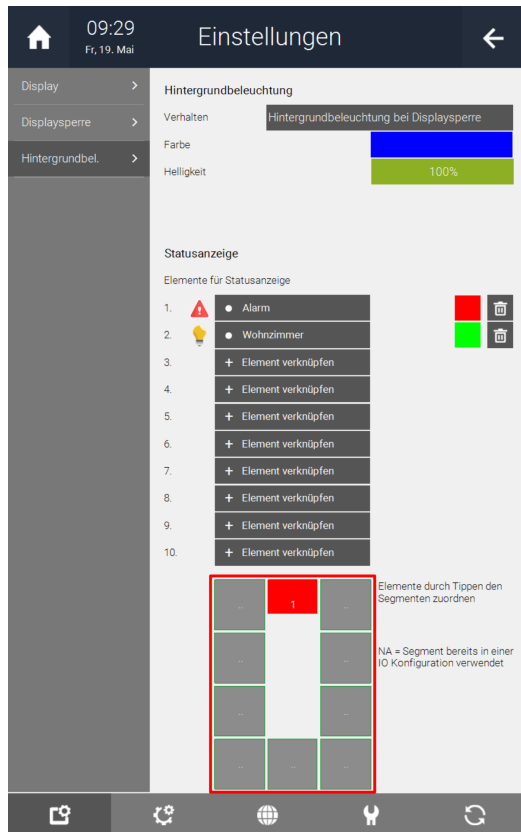 09:29
Fr, 19. Mai
Einstellungen
Display
Displaysperre
Hintergrundbel.
Hintergrundbeleuchtung
Verhalten Hintergrundbeleuchtung bei Displaysperre
Farbe
Helligkeit 100%
Statusanzeige
Elemente für Statusanzeige
1. Alarm
2. Wohnzimmer
3. + Element verknüpfen
4. + Element verknüpfen
5. + Element verknüpfen
6. + Element verknüpfen
7. + Element verknüpfen
8. + Element verknüpfen
9. + Element verknüpfen
10. + Element verknüpfen
.. 1 ..
.. ..
.. ..
.. .. ..
Elemente durch Tippen den
Segmenten zuordnen
NA = Segment bereits in einer
IO Konfiguration verwendet